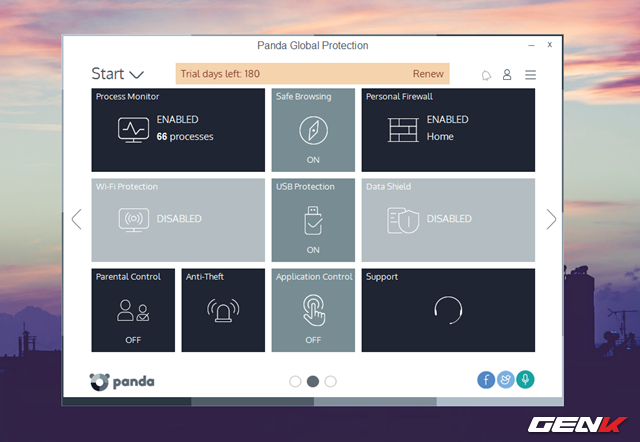 Panda Global Protection
Start
Trial days left: 180 Renew
Process Monitor
ENABLED
66 processes
Safe Browsing
ON
Personal Firewall
ENABLED
Home
Wi-Fi Protection
DISABLED
USB Protection
ON
Data Shield
DISABLED
Parental Control
OFF
Anti-Theft
Application Control
OFF
Support
panda
GENK